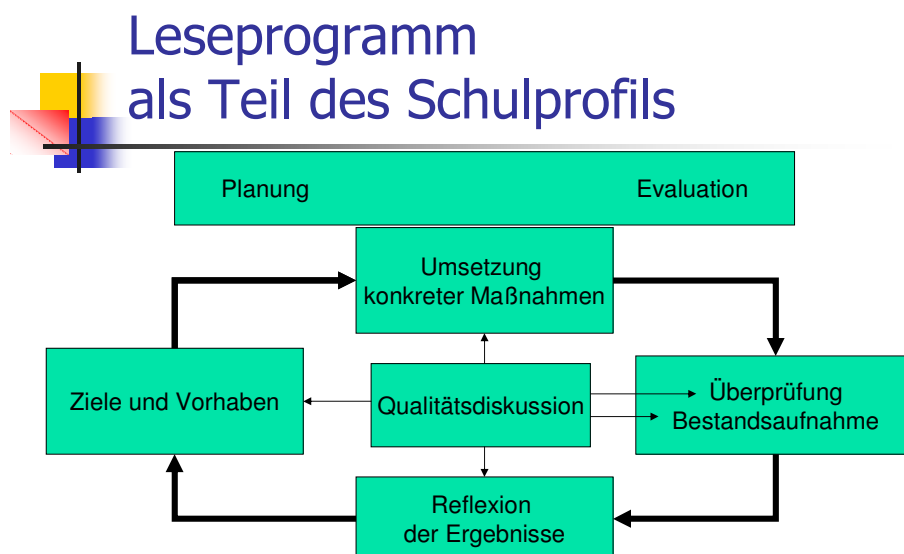 Leseprogramm
als Teil des Schulprofils
Planung
Evaluation
Umsetzung
konkreter Maßnahmen
Ziele und Vorhaben
Qualitätsdiskussion
Überprüfung
Bestandsaufnahme
Reflexion
der Ergebnisse